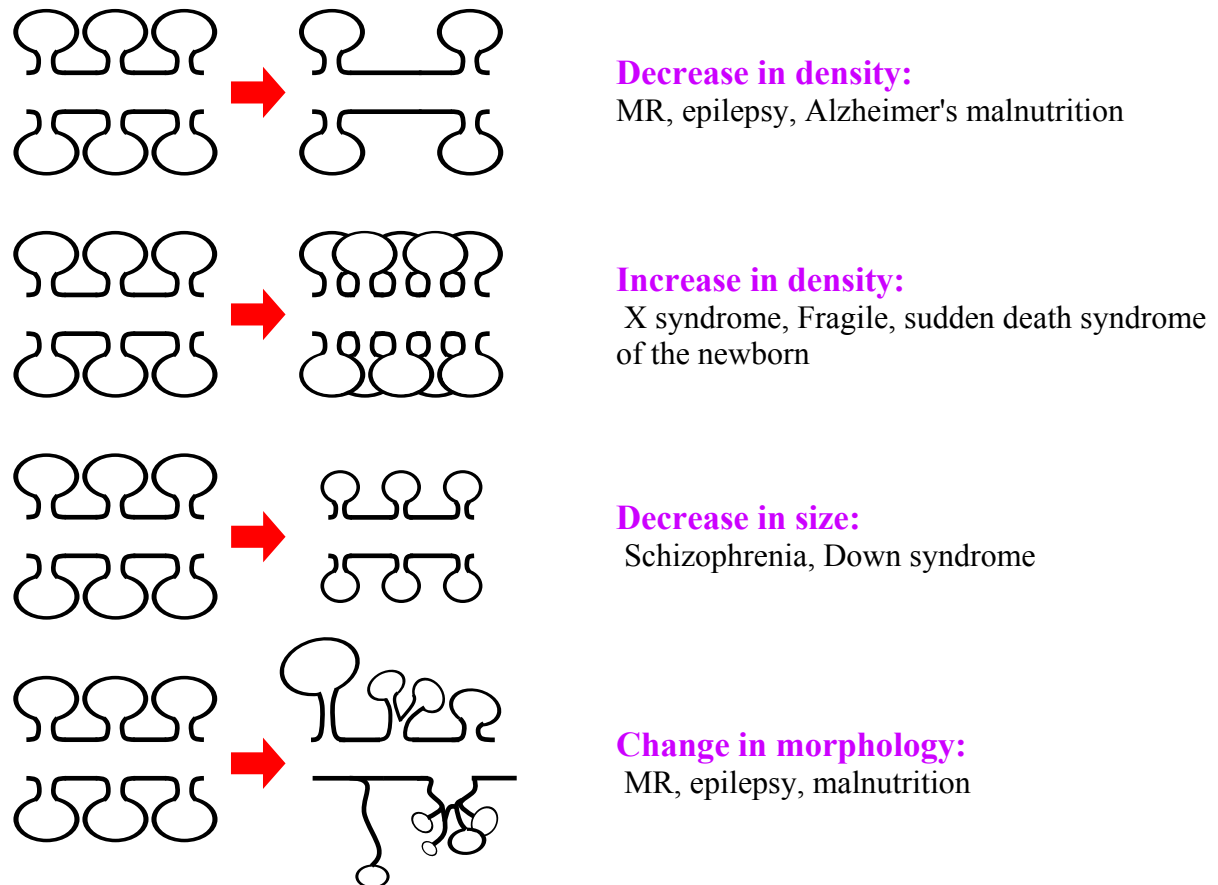 Decrease in density:
MR, epilepsy, Alzheimer's malnutrition
Increase in density:
X syndrome, Fragile, sudden death syndrome
of the newborn
Decrease in size:
Schizophrenia, Down syndrome
Change in morphology:
MR, epilepsy, malnutrition